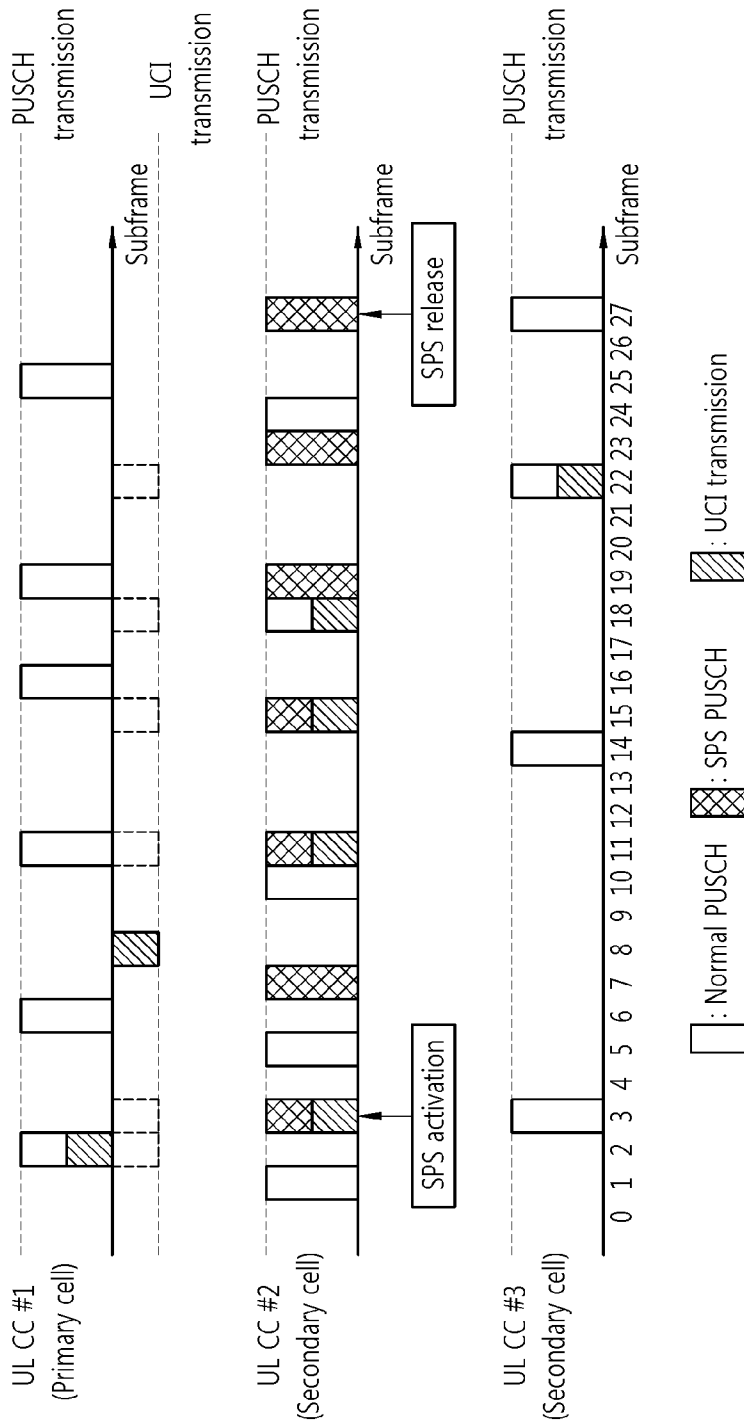 UL CC #1
(Primary cell)
PUSCH
transmission
Subframe
UCI
transmission
UL CC #2
(Secondary cell)
PUSCH
transmission
Subframe
SPS activation
SPS release
UL CC #3
(Secondary cell)
PUSCH
transmission
Subframe
0 1 2 3 4 5 6 7 8 9 10 11 12 13 14 15 16 17 18 19 20 21 22 23 24 25 26 27
: Normal PUSCH
: SPS PUSCH
: UCI transmission